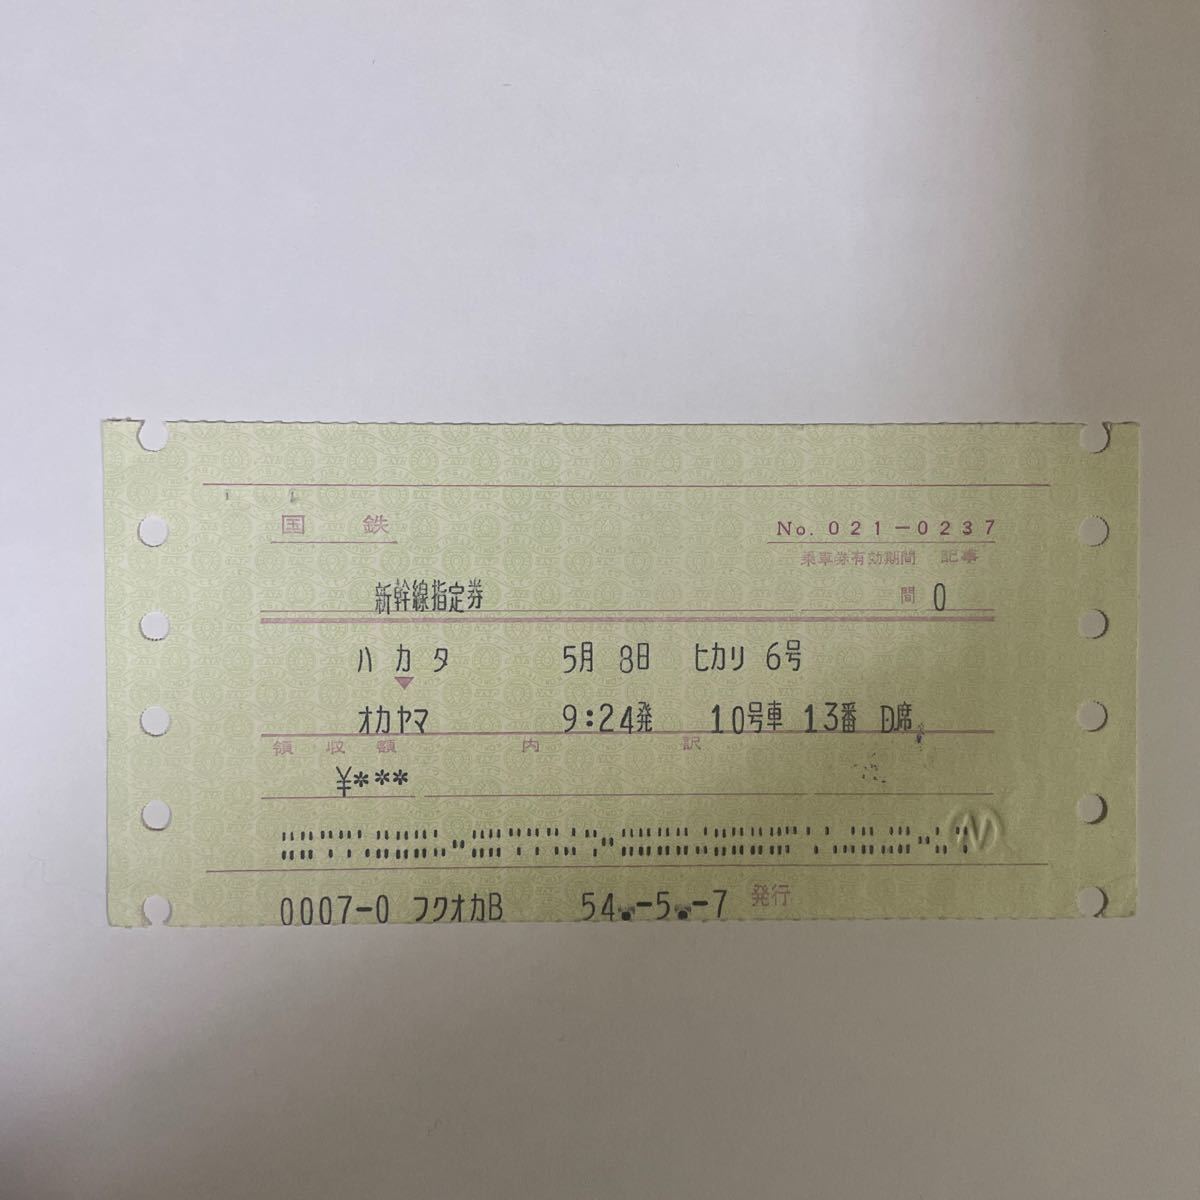 国鉄
No.021-0237
乗車券有効期間 記事
新幹線指定券 間 0
ハカタ 5月 8日 ヒカリ 6号
オカヤマ 9:24発 10号車 13番 D席
領収額 内訳
¥***
0007-0 フクオカB 54.-5.-7 発行